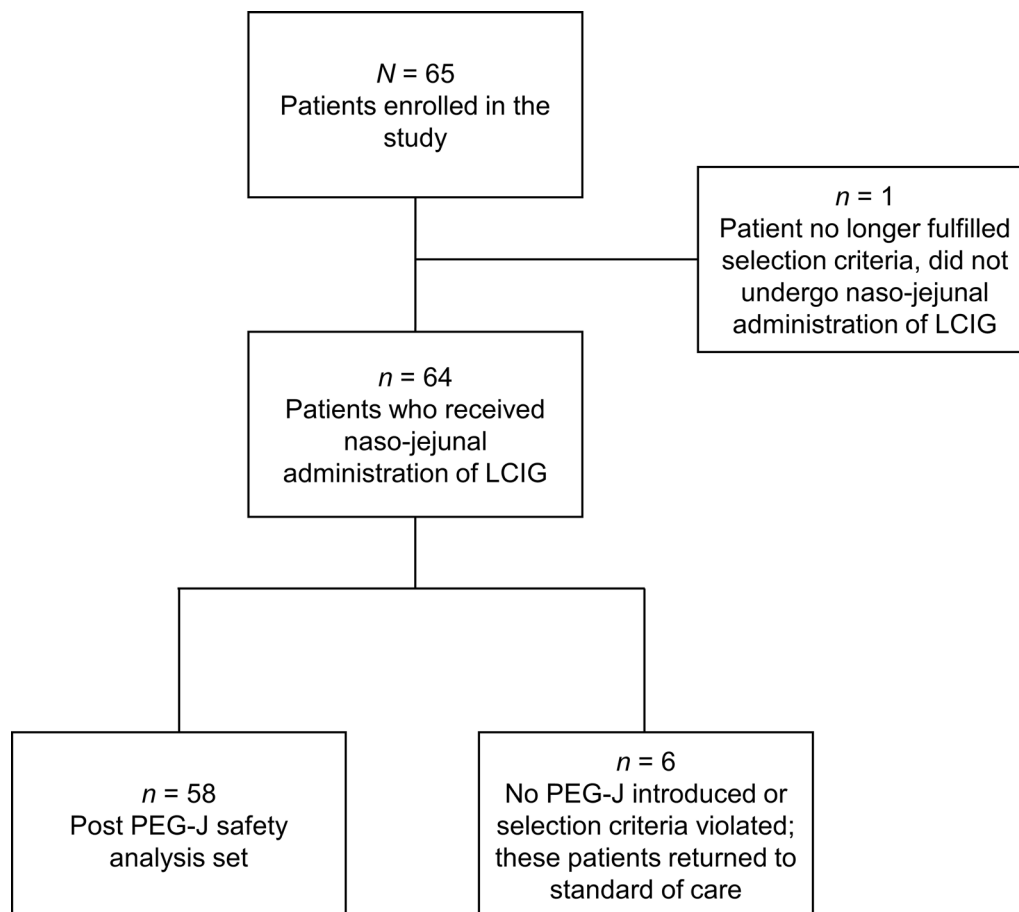 N = 65
Patients enrolled in the
study
n = 1
Patient no longer fulfilled
selection criteria, did not
undergo naso-jejunal
administration of LCIG
n = 64
Patients who received
naso-jejunal
administration of LCIG
n = 58
Post PEG-J safety
analysis set
n = 6
No PEG-J introduced or
selection criteria violated;
these patients returned to
standard of care